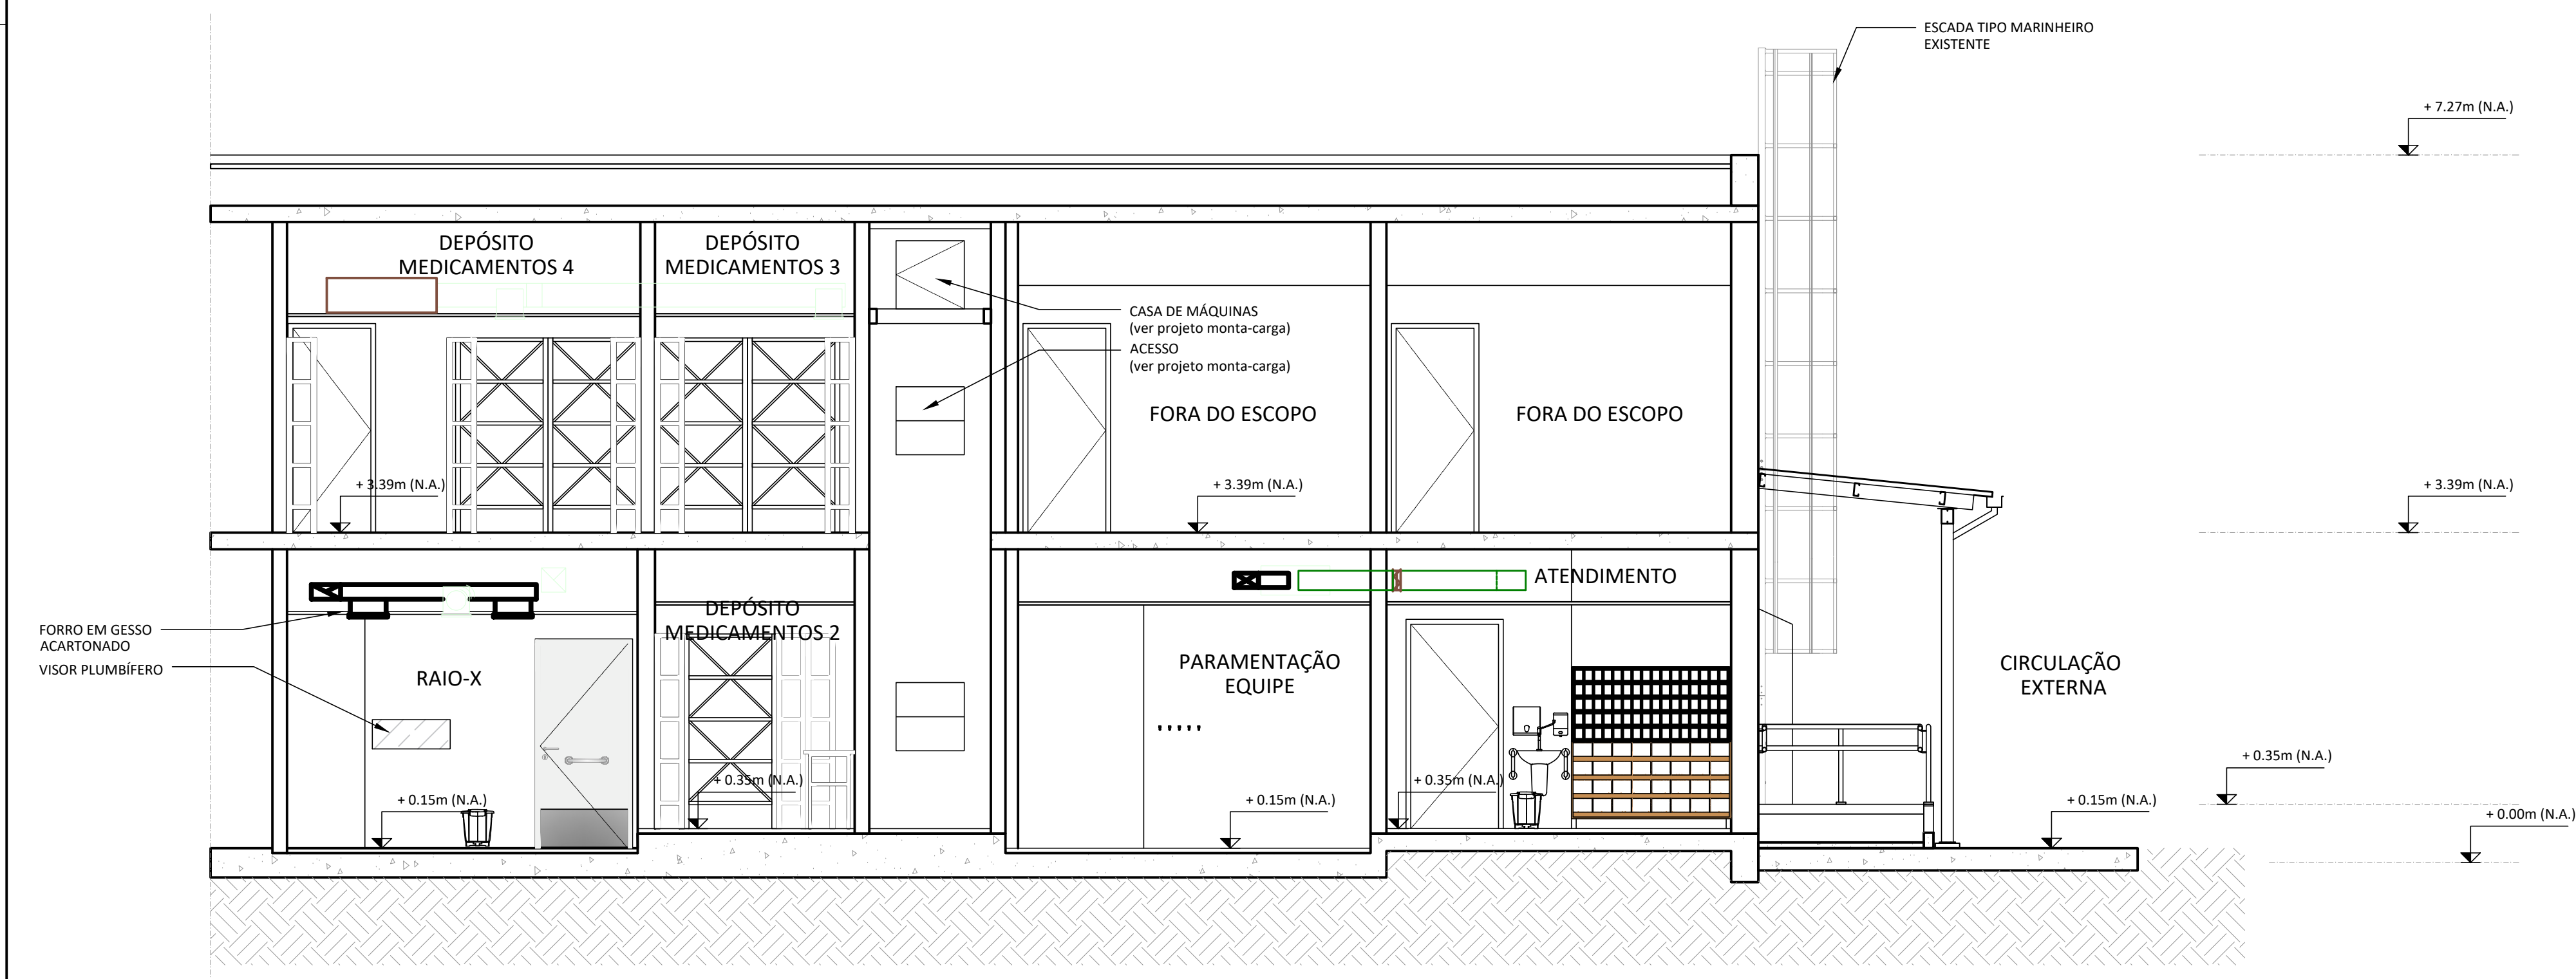 ESCADA TIPO MARINHEIRO
EXISTENTE
+ 7.27m (N.A.)
DEPÓSITO
MEDICAMENTOS 4
DEPÓSITO
MEDICAMENTOS 3
CASA DE MÁQUINAS
(ver projeto monta-carga)
ACESSO
(ver projeto monta-carga)
FORA DO ESCOPO
FORA DO ESCOPO
+ 3.39m (N.A.)
+ 3.39m (N.A.)
+ 3.39m (N.A.)
ATENDIMENTO
DEPÓSITO
MEDICAMENTOS 2
FORRO EM GESSO
ACARTONADO
VISOR PLUMBÍFERO
RAIO-X
PARAMENTAÇÃO
EQUIPE
CIRCULAÇÃO
EXTERNA
+ 0.35m (N.A.)
+ 0.35m (N.A.)
+ 0.35m (N.A.)
+ 0.15m (N.A.)
+ 0.15m (N.A.)
+ 0.15m (N.A.)
+ 0.00m (N.A.)